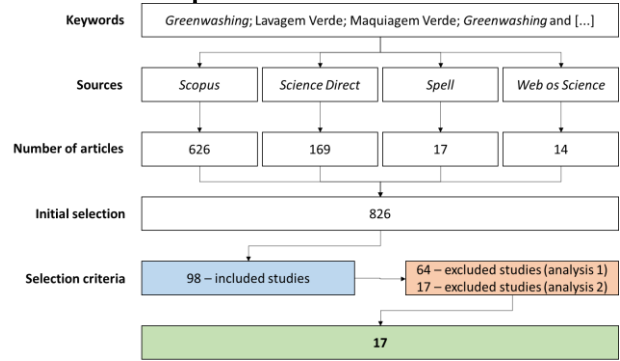 Keywords
Greenwashing; Lavagem Verde; Maquiagem Verde; Greenwashing and [...]
Sources
Scopus
Science Direct
Spell
Web os Science
Number of articles
626
169
17
14
Initial selection
826
Selection criteria
98 – included studies
64 – excluded studies (analysis 1)
17 – excluded studies (analysis 2)
17